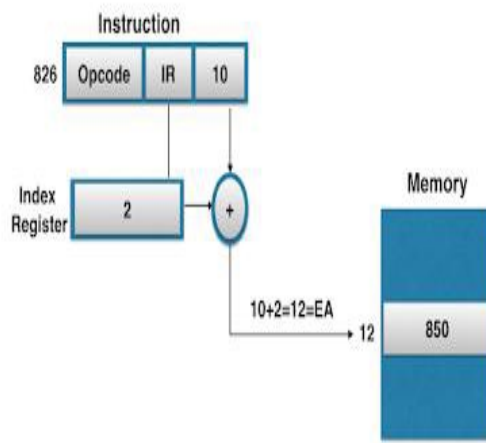 Instruction
826 Opcode IR 10
Index
Register
2
+
Memory
10+2=12=EA
12
850